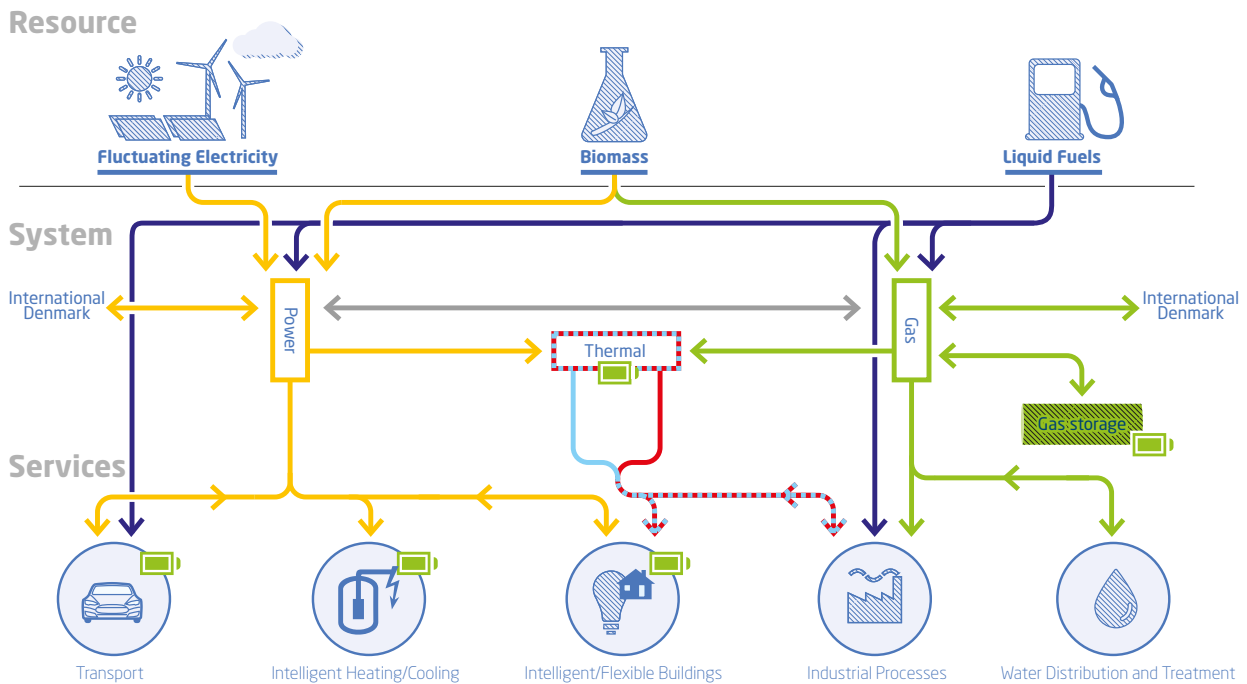 Resource
Fluctuating Electricity
Biomass
Liquid Fuels
System
International
Denmark
Power
Thermal
Gas
International
Denmark
Gas storage
Services
Transport
Intelligent Heating/Cooling
Intelligent/Flexible Buildings
Industrial Processes
Water Distribution and Treatment